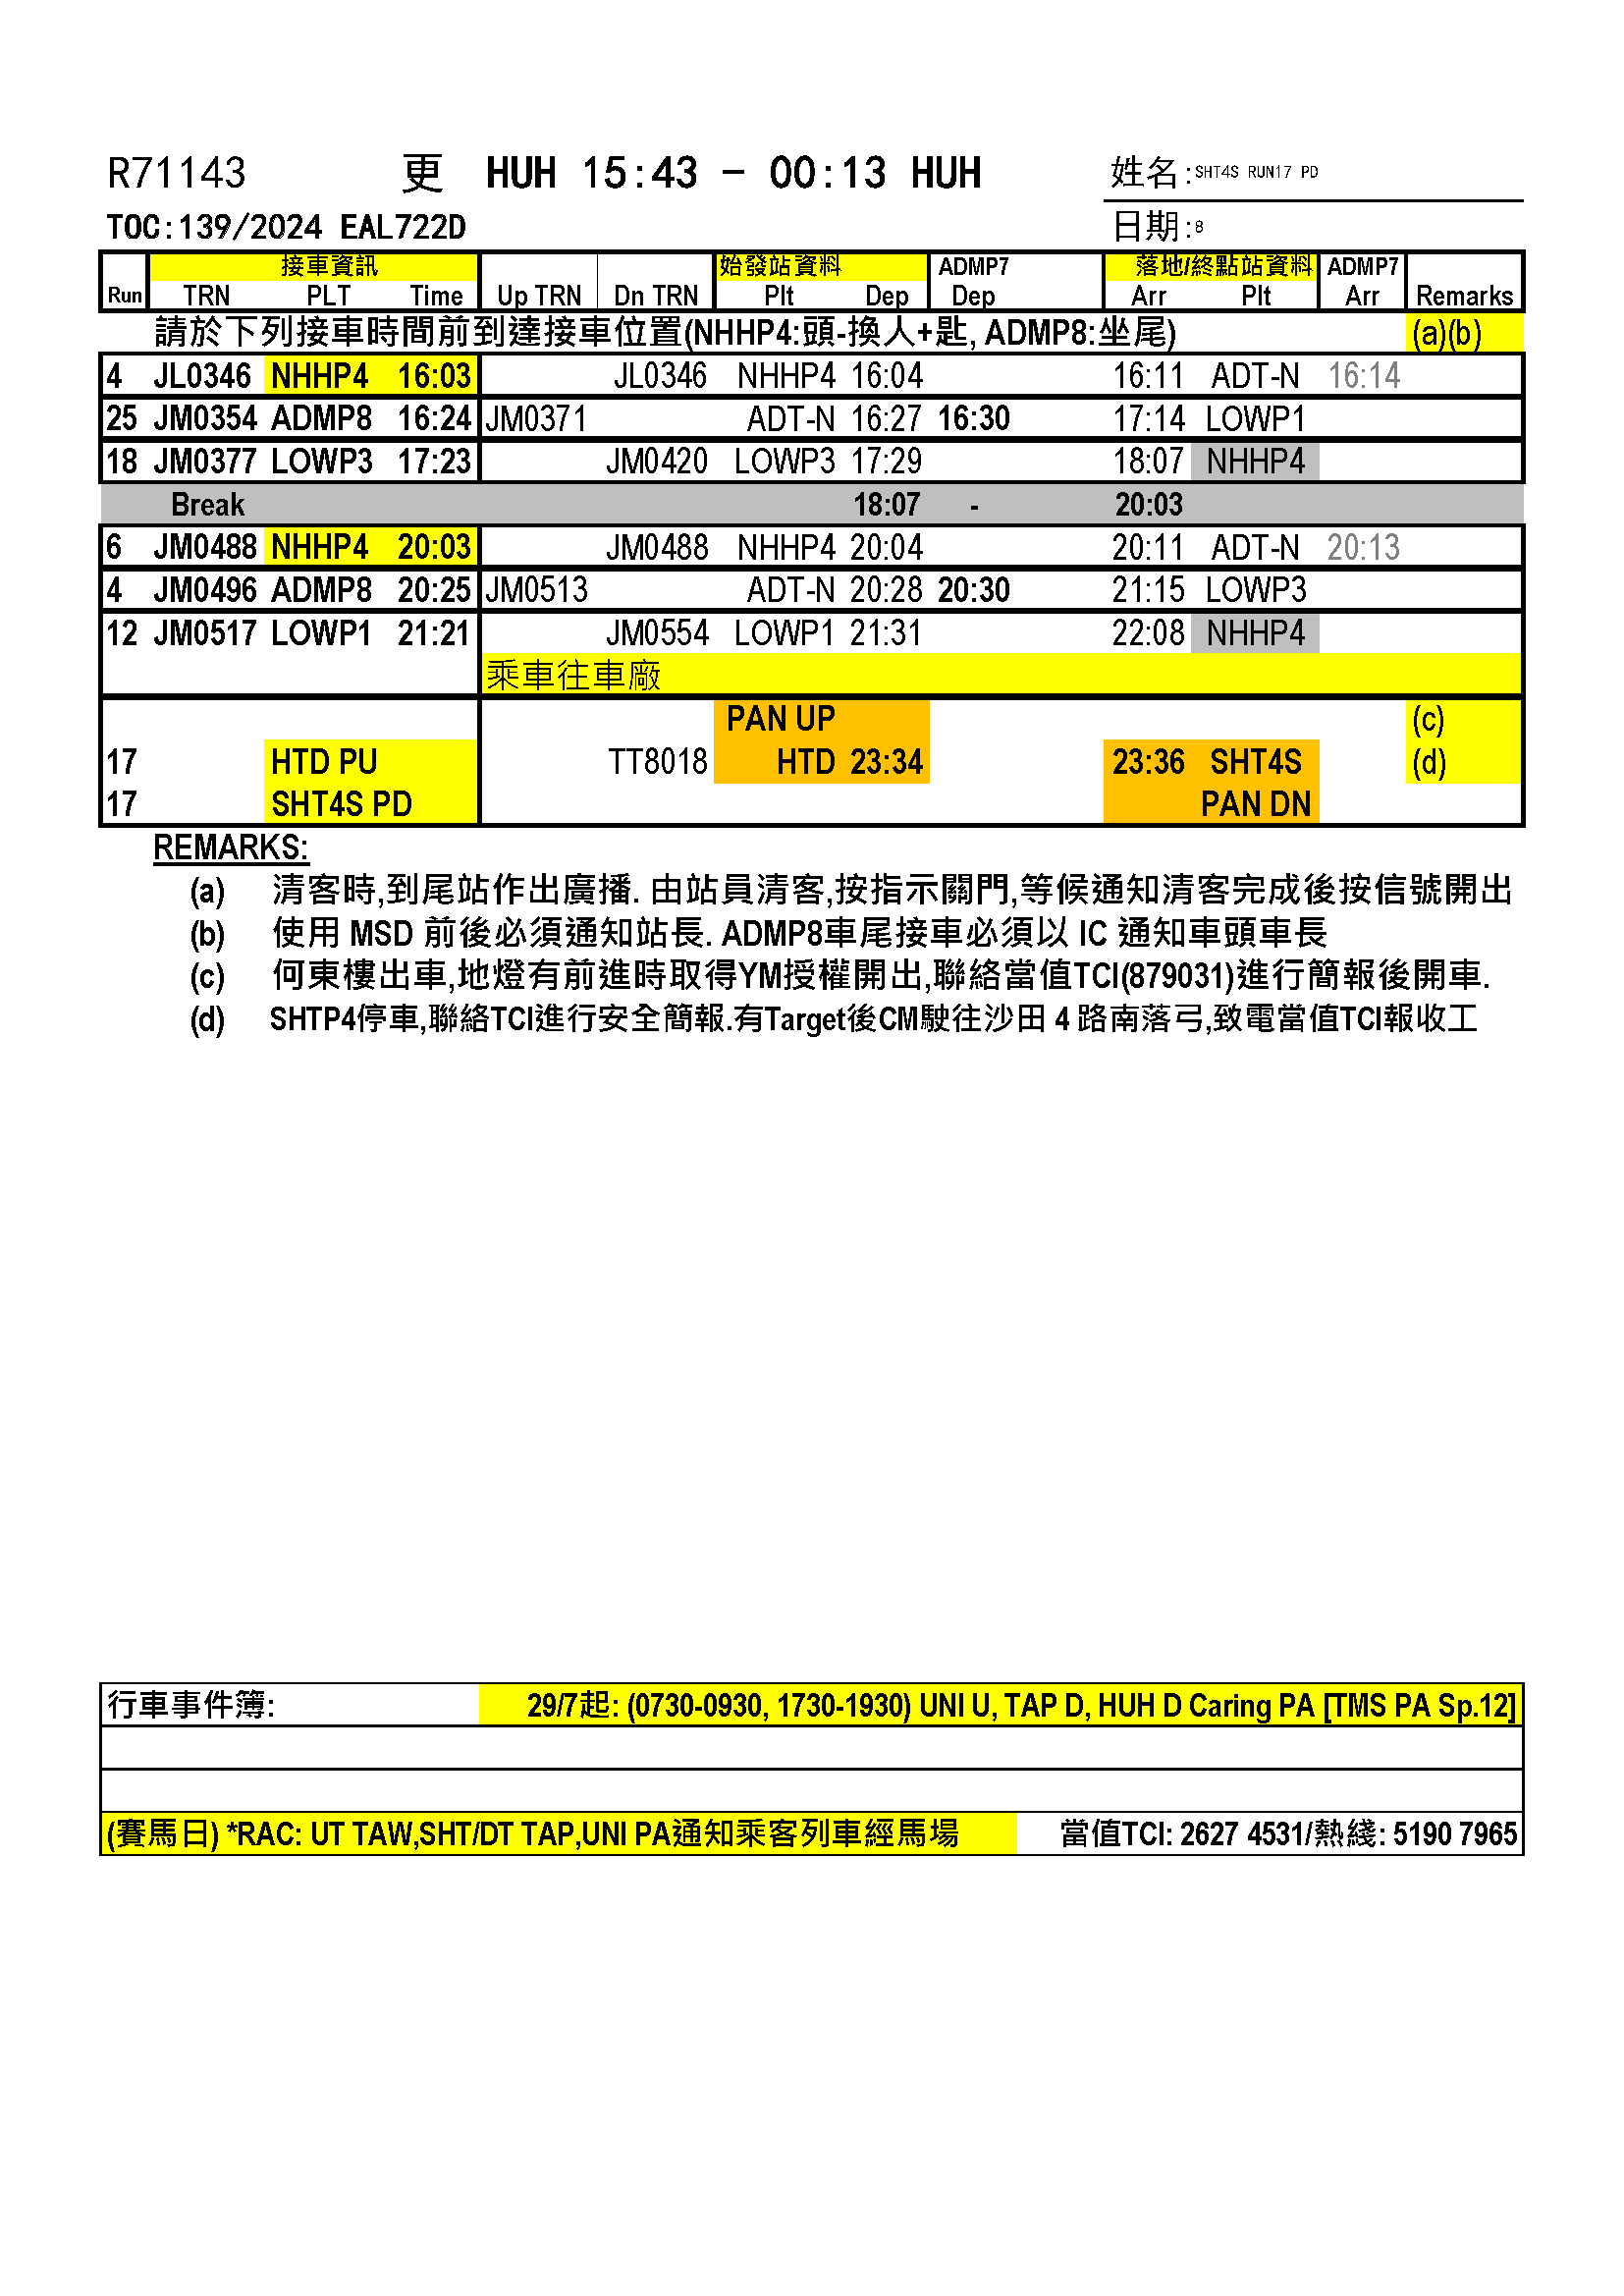 R71143 更 HUH 15:43 - 00:13 HUH 姓名:SHT4S RUN17 PD
TOC:139/2024 EAL722D 日期:8
接車資訊 始發站資料 ADMP7 落地/終點站資料 ADMP7
Run TRN PLT Time Up TRN Dn TRN Plt Dep Dep Arr Plt Arr Remarks
請於下列接車時間前到達接車位置(NHHP4:頭-換人+匙, ADMP8:坐尾) (a)(b)
4 JL0346 NHHP4 16:03 JL0346 NHHP4 16:04 16:11 ADT-N 16:14
25 JM0354 ADMP8 16:24 JM0371 ADT-N 16:27 16:30 17:14 LOWP1
18 JM0377 LOWP3 17:23 JM0420 LOWP3 17:29 18:07 NHHP4
Break 18:07 - 20:03
6 JM0488 NHHP4 20:03 JM0488 NHHP4 20:04 20:11 ADT-N 20:13
4 JM0496 ADMP8 20:25 JM0513 ADT-N 20:28 20:30 21:15 LOWP3
12 JM0517 LOWP1 21:21 JM0554 LOWP1 21:31 22:08 NHHP4
乘車往車廠
PAN UP (c)
17 HTD PU TT8018 HTD 23:34 23:36 SHT4S (d)
17 SHT4S PD PAN DN
REMARKS:
(a) 清客時,到尾站作出廣播. 由站員清客,按指示關門,等候通知清客完成後按信號開出
(b) 使用 MSD 前後必須通知站長. ADMP8車尾接車必須以 IC 通知車頭車長
(c) 何東樓出車,地燈有前進時取得YM授權開出,聯絡當值TCI(879031)進行簡報後開車.
(d) SHTP4停車,聯絡TCI進行安全簡報.有Target後CM駛往沙田 4 路南落弓,致電當值TCI報收工
行車事件簿: 29/7起: (0730-0930, 1730-1930) UNI U, TAP D, HUH D Caring PA [TMS PA Sp.12]
(賽馬日) *RAC: UT TAW,SHT/DT TAP,UNI PA通知乘客列車經馬場 當值TCI: 2627 4531/熱綫: 5190 7965